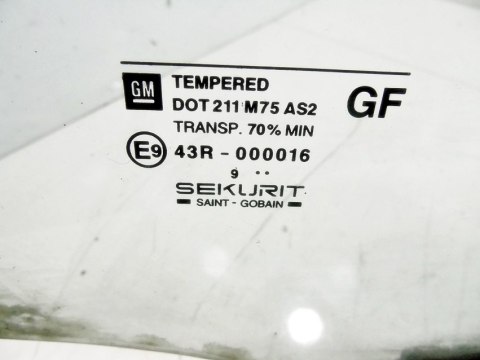 GM TEMPERED
DOT 211 M75 AS2 GF
TRANSP. 70% MIN
E9 43R - 000016
9 ..
SEKURIT
SAINT - GOBAIN